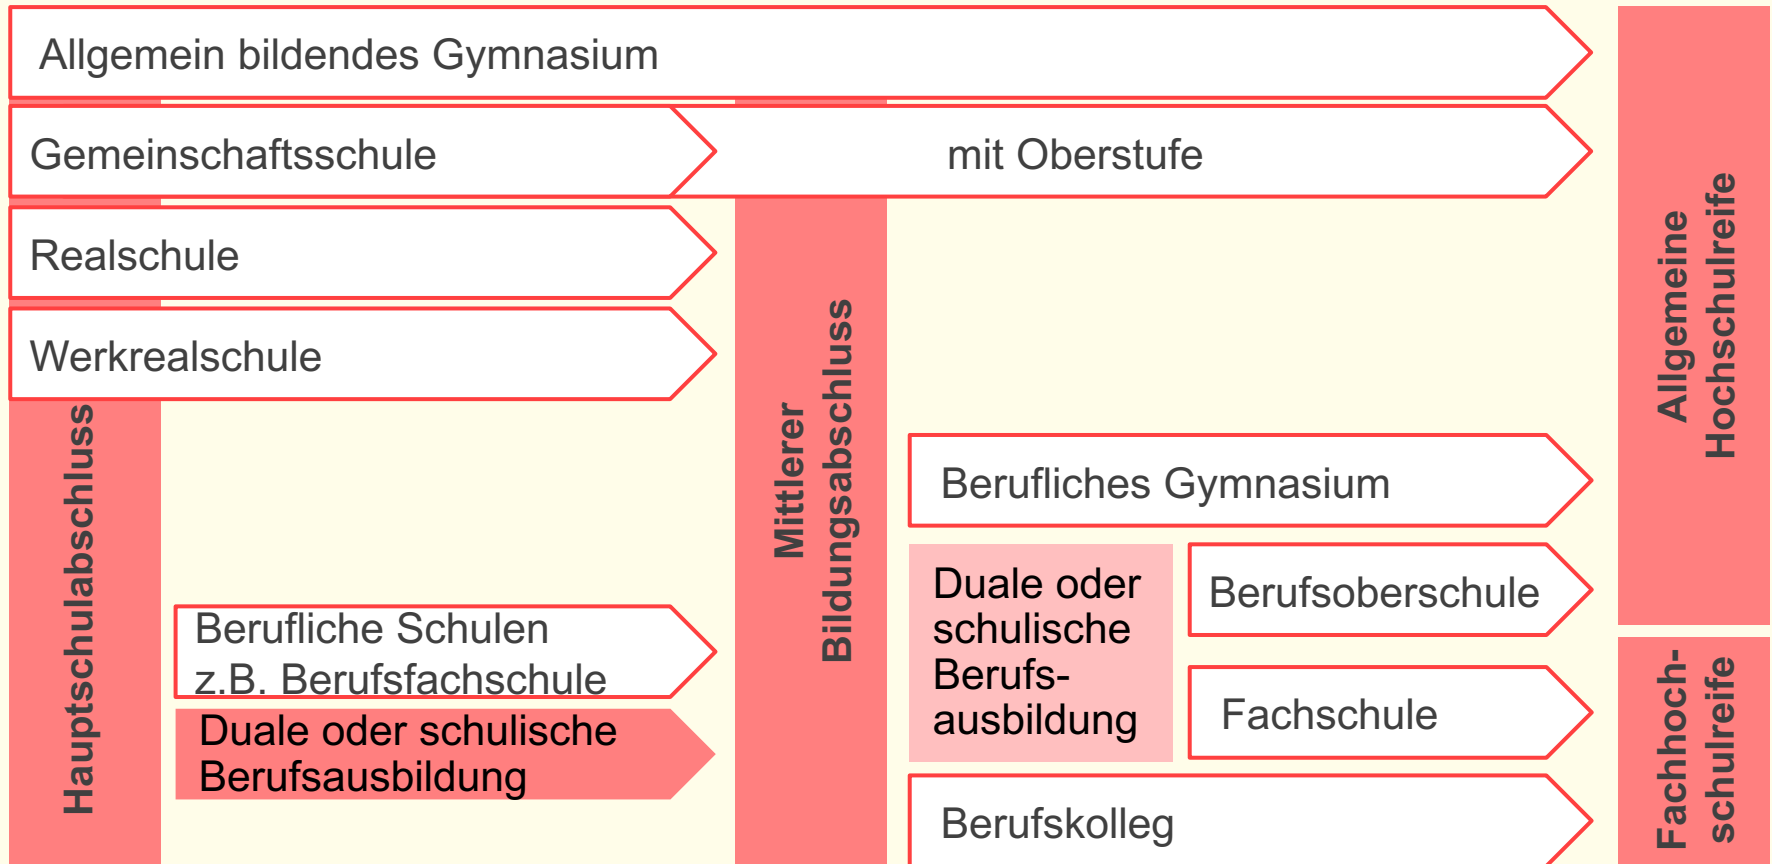 Allgemein bildendes Gymnasium
Gemeinschaftsschule
mit Oberstufe
Realschule
Werkrealschule
Hauptschulabschluss
Berufliche Schulen
z.B. Berufsfachschule
Duale oder schulische
Berufsausbildung
Mittlerer
Bildungsabschluss
Berufliches Gymnasium
Duale oder
schulische
Berufs-
ausbildung
Berufsoberschule
Fachschule
Berufskolleg
Allgemeine
Hochschulreife
Fachhoch-
schulreife